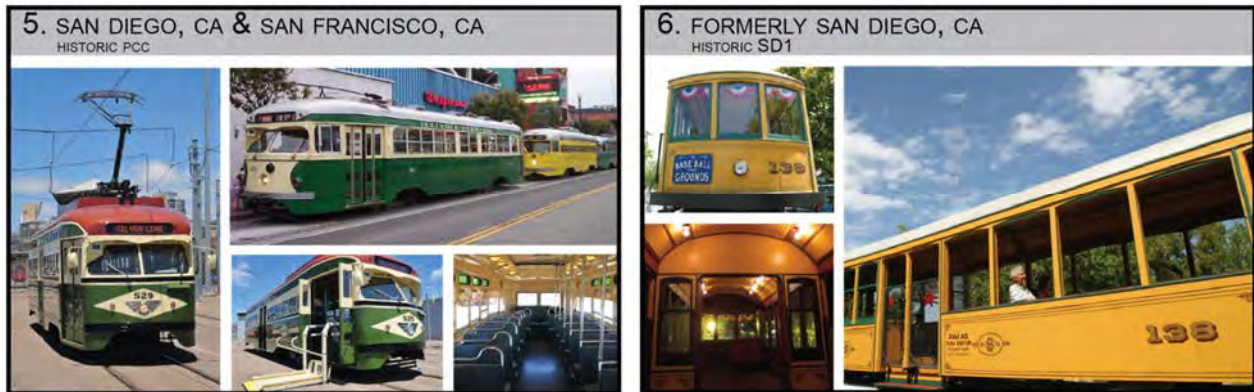 5. SAN DIEGO, CA & SAN FRANCISCO, CA
HISTORIC PCC
SILVER LINE
529
529
6. FORMERLY SAN DIEGO, CA
HISTORIC SD1
BASE BALL
GROUNDS
138
138